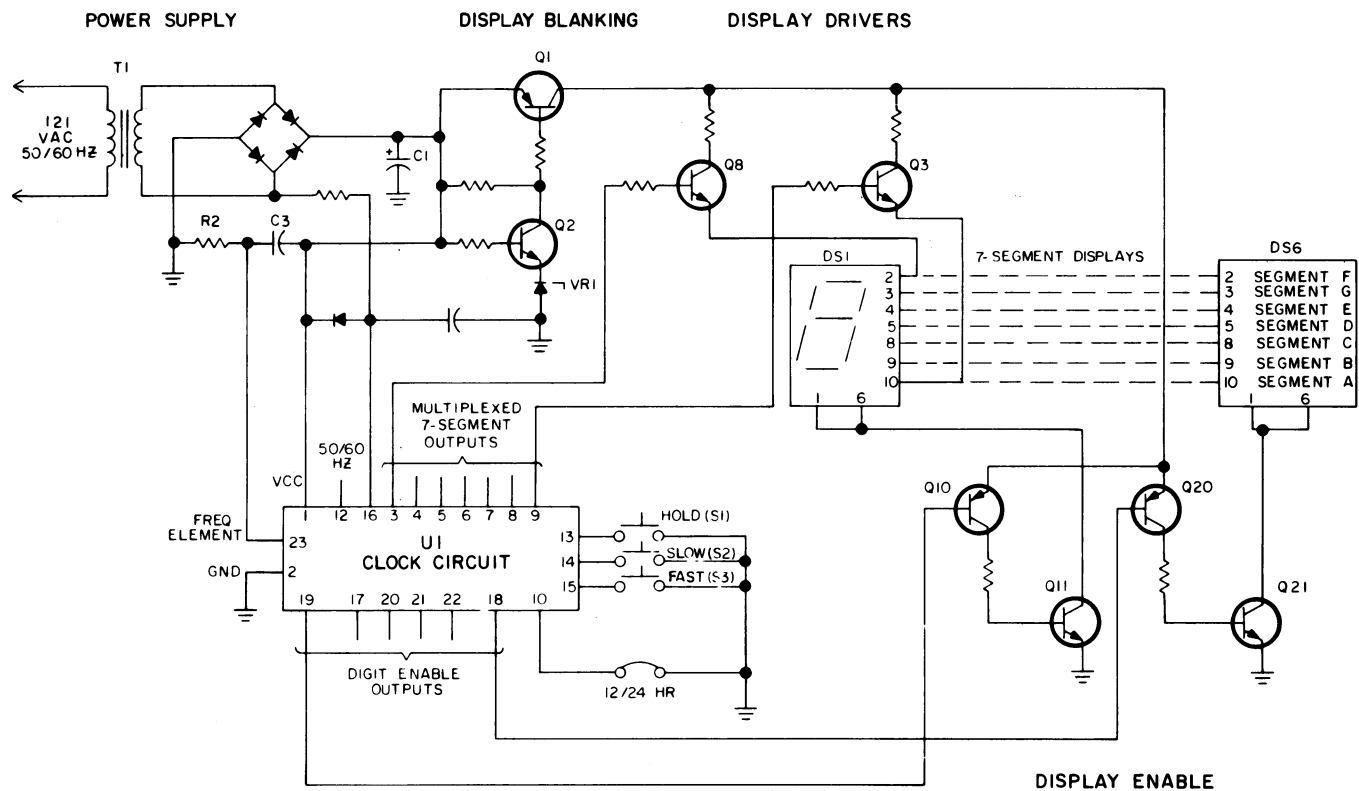 POWER SUPPLY
DISPLAY BLANKING
DISPLAY DRIVERS
T1
121
VAC
50/60 HZ
Q1
C1
Q8
Q3
R2
C3
Q2
VR1
DS1
7-SEGMENT DISPLAYS
DS6
2
3
4
5
8
9
10
1
6
2 SEGMENT F
3 SEGMENT G
4 SEGMENT E
5 SEGMENT D
8 SEGMENT C
9 SEGMENT B
10 SEGMENT A
1
6
MULTIPLEXED
7-SEGMENT
OUTPUTS
50/60
HZ
VCC
1 12 16 3 4 5 6 7 8 9
FREQ
ELEMENT
23
GND
2
U1
CLOCK CIRCUIT
13
HOLD (S1)
14
SLOW (S2)
15
FAST (S3)
19 17 20 21 22 18 10
DIGIT ENABLE
OUTPUTS
12/24 HR
Q10
Q20
Q11
Q21
DISPLAY ENABLE